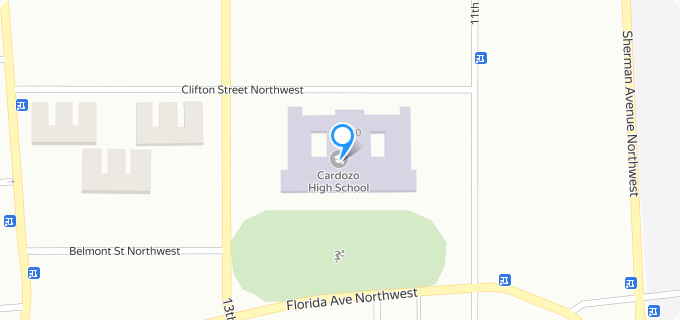 11th
Sherman Avenue Northwest
Clifton Street Northwest
0
Cardozo
High School
Belmont St Northwest
13th
Florida Ave Northwest